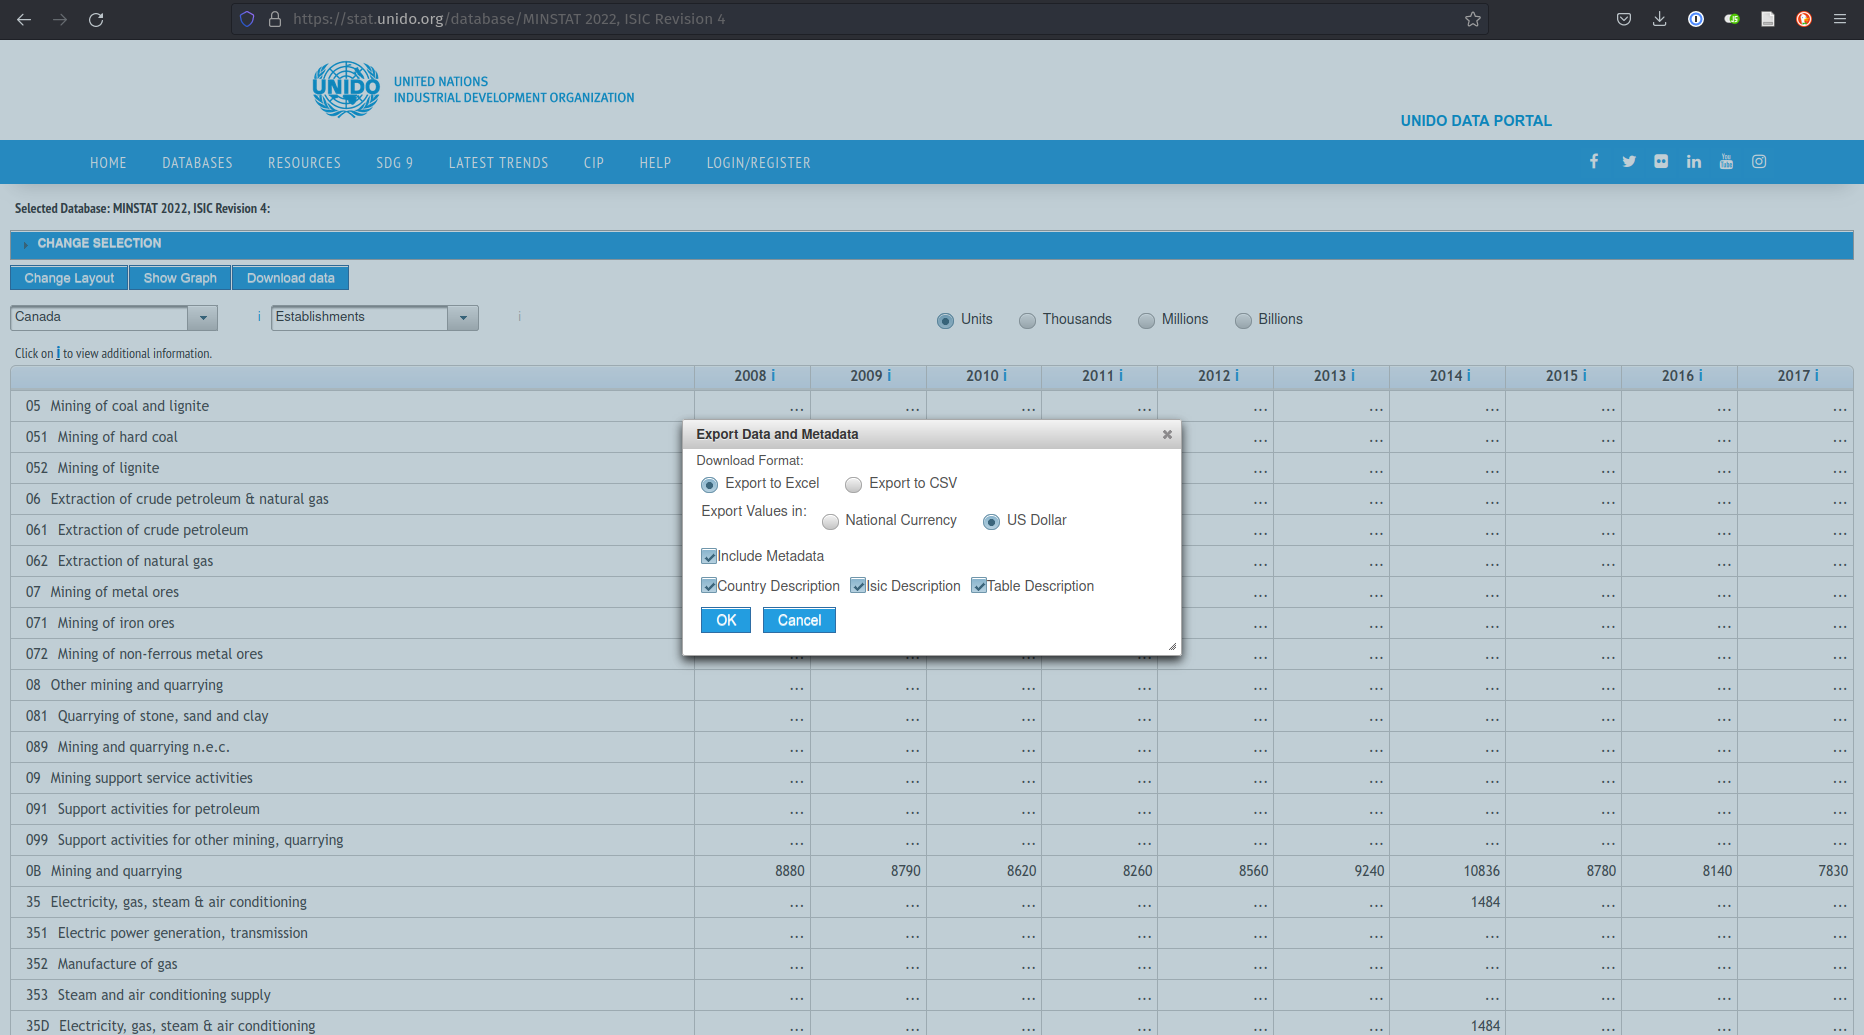 https://stat.unido.org/database/MINSTAT 2022, ISIC Revision 4
UNIDO
UNITED NATIONS
INDUSTRIAL DEVELOPMENT ORGANIZATION
UNIDO DATA PORTAL
HOME DATABASES RESOURCES SDG 9 LATEST TRENDS CIP HELP LOGIN/REGISTER
Selected Database: MINSTAT 2022, ISIC Revision 4:
CHANGE SELECTION
Change Layout Show Graph Download data
Canada i Establishments i Units Thousands Millions Billions
Click on i to view additional information.
2008 i 2009 i 2010 i 2011 i 2012 i 2013 i 2014 i 2015 i 2016 i 2017 i
05 Mining of coal and lignite ... ... ... ... ... ... ... ... ... ...
051 Mining of hard coal ... ... ... ... ... ...
052 Mining of lignite ... ... ... ... ... ...
06 Extraction of crude petroleum & natural gas ... ... ... ... ... ...
061 Extraction of crude petroleum ... ... ... ... ... ...
062 Extraction of natural gas ... ... ... ... ... ...
07 Mining of metal ores ... ... ... ... ... ...
071 Mining of iron ores ... ... ... ... ... ...
072 Mining of non-ferrous metal ores ... ... ... ... ... ... ... ... ... ...
Export Data and Metadata
Download Format:
Export to Excel Export to CSV
Export Values in: National Currency US Dollar
Include Metadata
Country Description Isic Description Table Description
OK Cancel
08 Other mining and quarrying ... ... ... ... ... ... ... ... ... ...
081 Quarrying of stone, sand and clay ... ... ... ... ... ... ... ... ... ...
089 Mining and quarrying n.e.c. ... ... ... ... ... ... ... ... ... ...
09 Mining support service activities ... ... ... ... ... ... ... ... ... ...
091 Support activities for petroleum ... ... ... ... ... ... ... ... ... ...
099 Support activities for other mining, quarrying ... ... ... ... ... ... ... ... ... ...
0B Mining and quarrying 8880 8790 8620 8260 8560 9240 10836 8780 8140 7830
35 Electricity, gas, steam & air conditioning ... ... ... ... ... ... 1484 ... ... ...
351 Electric power generation, transmission ... ... ... ... ... ... ... ... ... ...
352 Manufacture of gas ... ... ... ... ... ... ... ... ... ...
353 Steam and air conditioning supply ... ... ... ... ... ... ... ... ... ...
35D Electricity, gas, steam & air conditioning ... ... ... ... ... ... 1484 ... ... ...